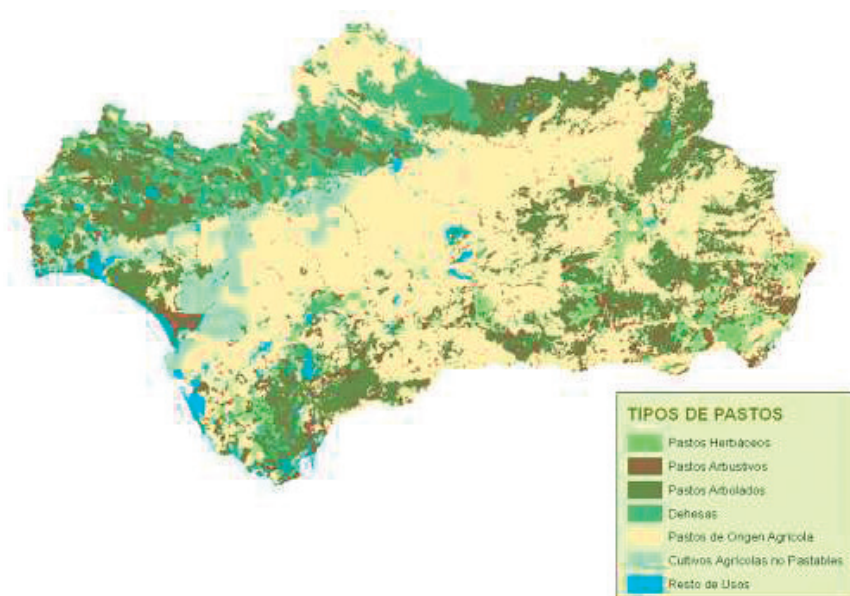 TIPOS DE PASTOS
Pastos Herbáceos
Pastos Arbustivos
Pastos Arbolados
Dehesas
Pastos de Origen Agrícola
Cultivos Agrícolas no Pastables
Resto de Usos